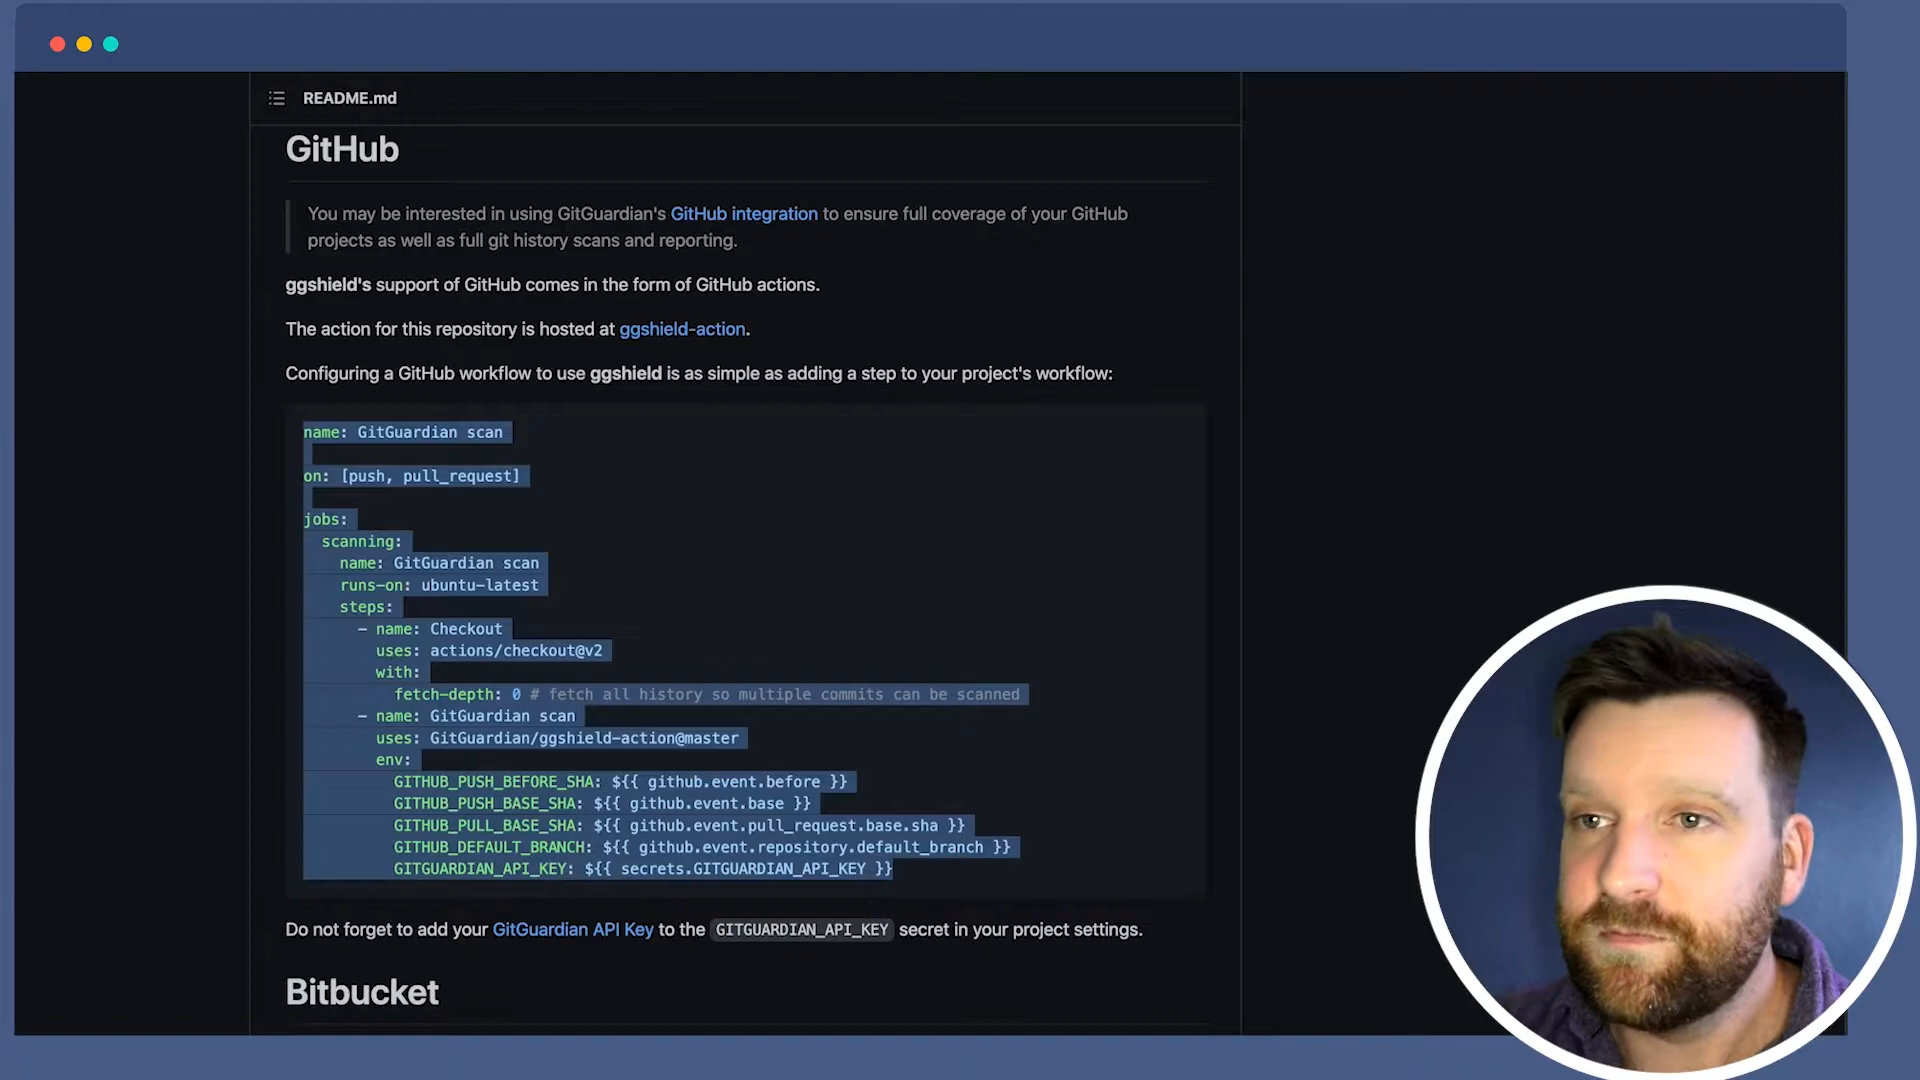 README.md
GitHub
You may be interested in using GitGuardian's GitHub integration to ensure full coverage of your GitHub
projects as well as full git history scans and reporting.
ggshield's support of GitHub comes in the form of GitHub actions.
The action for this repository is hosted at ggshield-action.
Configuring a GitHub workflow to use ggshield is as simple as adding a step to your project's workflow:
name: GitGuardian scan
on: [push, pull_request]
jobs:
  scanning:
    name: GitGuardian scan
    runs-on: ubuntu-latest
    steps:
      - name: Checkout
        uses: actions/checkout@v2
        with:
          fetch-depth: 0 # fetch all history so multiple commits can be scanned
      - name: GitGuardian scan
        uses: GitGuardian/ggshield-action@master
        env:
          GITHUB_PUSH_BEFORE_SHA: ${{ github.event.before }}
          GITHUB_PUSH_BASE_SHA: ${{ github.event.base }}
          GITHUB_PULL_BASE_SHA: ${{ github.event.pull_request.base.sha }}
          GITHUB_DEFAULT_BRANCH: ${{ github.event.repository.default_branch }}
          GITGUARDIAN_API_KEY: ${{ secrets.GITGUARDIAN_API_KEY }}
Do not forget to add your GitGuardian API Key to the GITGUARDIAN_API_KEY secret in your project settings.
Bitbucket